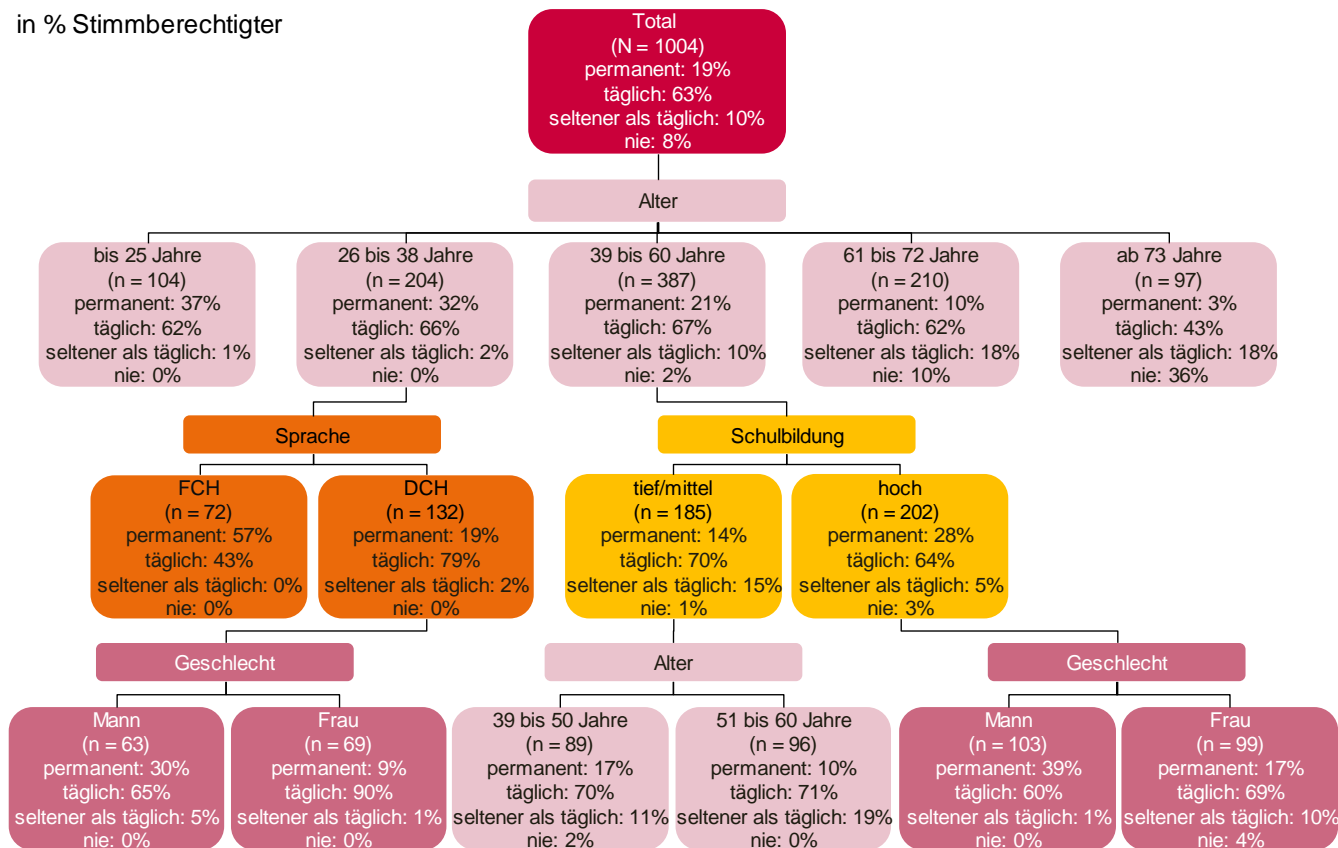 in % Stimmberechtigter
Total
(N = 1004)
permanent: 19%
täglich: 63%
seltener als täglich: 10%
nie: 8%
Alter
bis 25 Jahre
(n = 104)
permanent: 37%
täglich: 62%
seltener als täglich: 1%
nie: 0%
26 bis 38 Jahre
(n = 204)
permanent: 32%
täglich: 66%
seltener als täglich: 2%
nie: 0%
39 bis 60 Jahre
(n = 387)
permanent: 21%
täglich: 67%
seltener als täglich: 10%
nie: 2%
61 bis 72 Jahre
(n = 210)
permanent: 10%
täglich: 62%
seltener als täglich: 18%
nie: 10%
ab 73 Jahre
(n = 97)
permanent: 3%
täglich: 43%
seltener als täglich: 18%
nie: 36%
Sprache
Schulbildung
FCH
(n = 72)
permanent: 57%
täglich: 43%
seltener als täglich: 0%
nie: 0%
DCH
(n = 132)
permanent: 19%
täglich: 79%
seltener als täglich: 2%
nie: 0%
tief/mittel
(n = 185)
permanent: 14%
täglich: 70%
seltener als täglich: 15%
nie: 1%
hoch
(n = 202)
permanent: 28%
täglich: 64%
seltener als täglich: 5%
nie: 3%
Geschlecht
Alter
Geschlecht
Mann
(n = 63)
permanent: 30%
täglich: 65%
seltener als täglich: 5%
nie: 0%
Frau
(n = 69)
permanent: 9%
täglich: 90%
seltener als täglich: 1%
nie: 0%
39 bis 50 Jahre
(n = 89)
permanent: 17%
täglich: 70%
seltener als täglich: 11%
nie: 2%
51 bis 60 Jahre
(n = 96)
permanent: 10%
täglich: 71%
seltener als täglich: 19%
nie: 0%
Mann
(n = 103)
permanent: 39%
täglich: 60%
seltener als täglich: 1%
nie: 0%
Frau
(n = 99)
permanent: 17%
täglich: 69%
seltener als täglich: 10%
nie: 4%